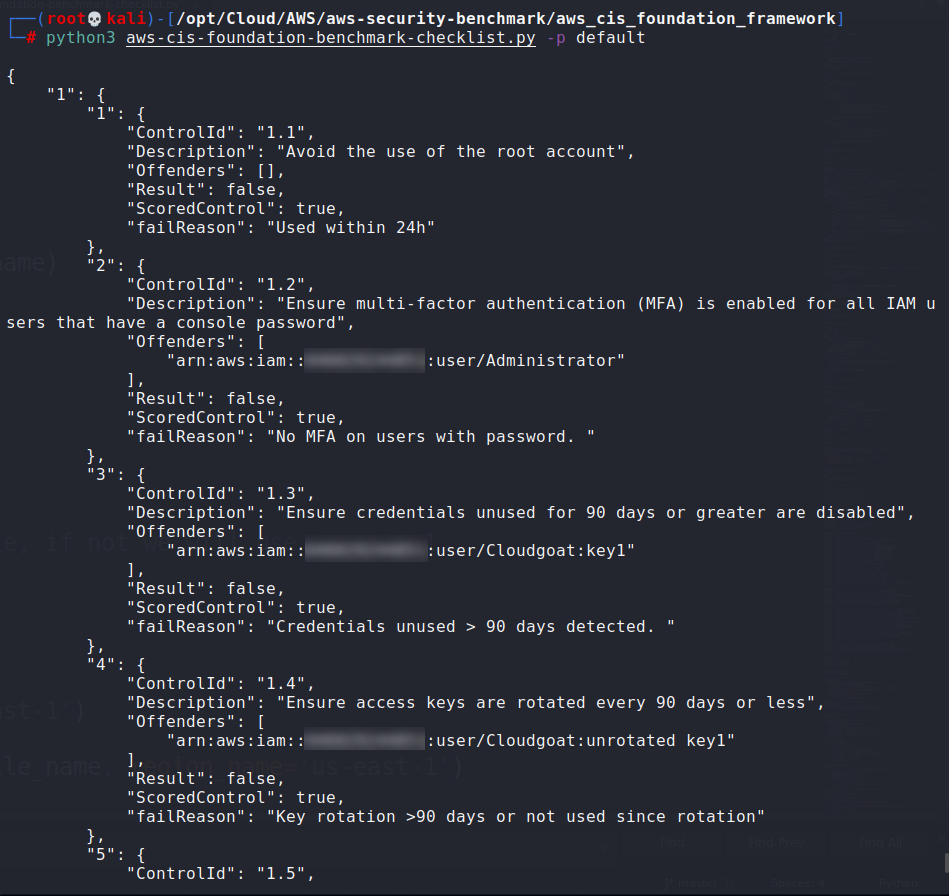 ┌──(root💀kali)-[/opt/Cloud/AWS/aws-security-benchmark/aws_cis_foundation_framework]
└─# python3 aws-cis-foundation-benchmark-checklist.py -p default
{
    "1": {
        "1": {
            "ControlId": "1.1",
            "Description": "Avoid the use of the root account",
            "Offenders": [],
            "Result": false,
            "ScoredControl": true,
            "failReason": "Used within 24h"
        },
        "2": {
            "ControlId": "1.2",
            "Description": "Ensure multi-factor authentication (MFA) is enabled for all IAM u
sers that have a console password",
            "Offenders": [
                "arn:aws:iam:: :user/Administrator"
            ],
            "Result": false,
            "ScoredControl": true,
            "failReason": "No MFA on users with password. "
        },
        "3": {
            "ControlId": "1.3",
            "Description": "Ensure credentials unused for 90 days or greater are disabled",
            "Offenders": [
                "arn:aws:iam:: :user/Cloudgoat:key1"
            ],
            "Result": false,
            "ScoredControl": true,
            "failReason": "Credentials unused > 90 days detected. "
        },
        "4": {
            "ControlId": "1.4",
            "Description": "Ensure access keys are rotated every 90 days or less",
            "Offenders": [
                "arn:aws:iam:: :user/Cloudgoat:unrotated key1"
            ],
            "Result": false,
            "ScoredControl": true,
            "failReason": "Key rotation >90 days or not used since rotation"
        },
        "5": {
            "ControlId": "1.5",